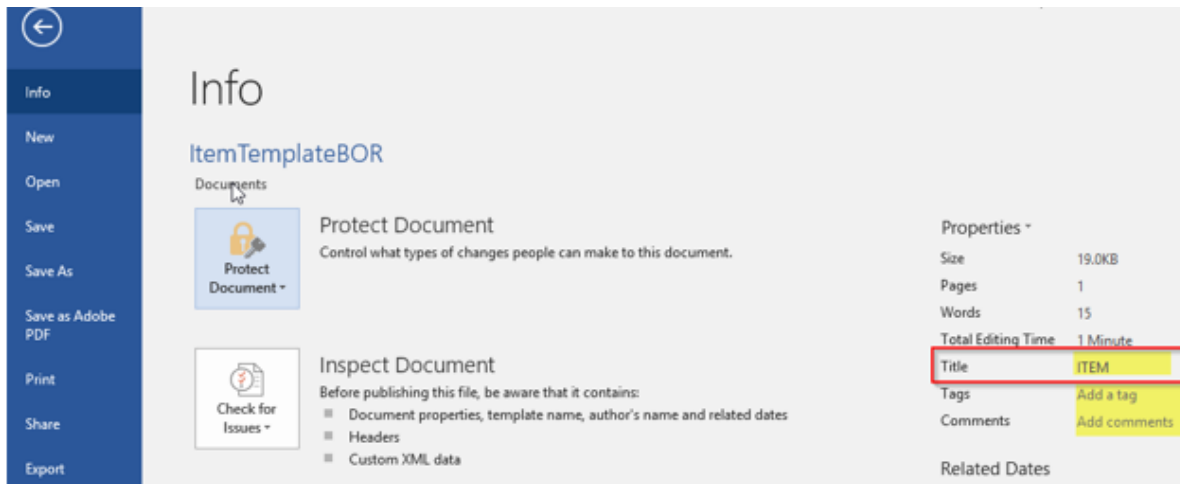 Info
New
Open
Save
Save As
Save as Adobe
PDF
Print
Share
Export
Info
ItemTemplateBOR
Documents
Protect
Document
Protect Document
Control what types of changes people can make to this document.
Check for
Issues
Inspect Document
Before publishing this file, be aware that it contains:
Document properties, template name, author's name and related dates
Headers
Custom XML data
Properties
Size 19.0KB
Pages 1
Words 15
Total Editing Time 1 Minute
Title ITEM
Tags Add a tag
Comments Add comments
Related Dates